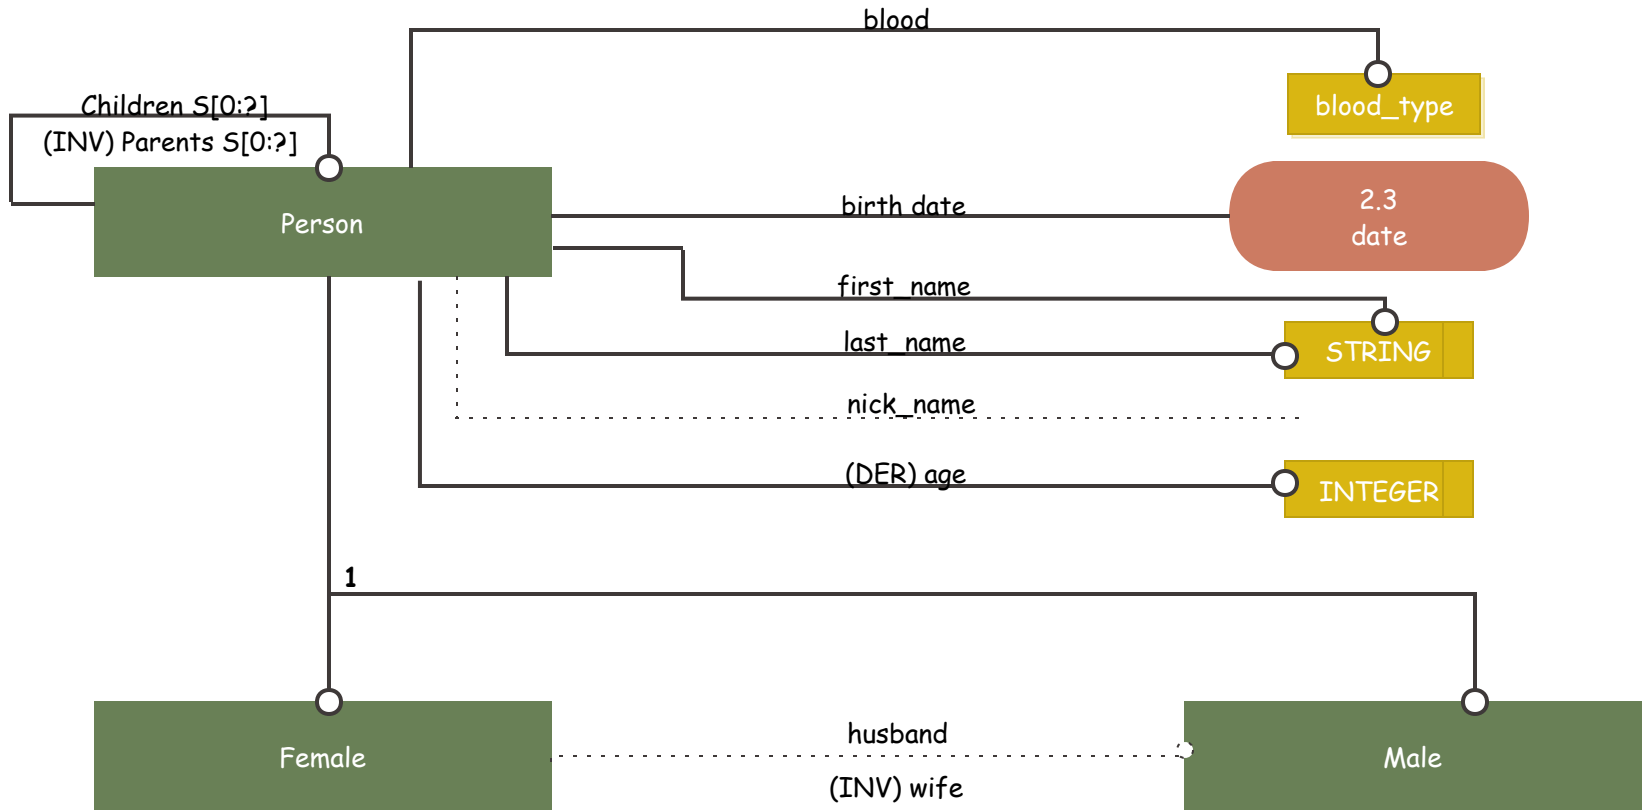 blood
blood_type
Children S[0:?]
(INV) Parents S[0:?]
Person
birth date
2.3
date
first_name
last_name
STRING
nick_name
(DER) age
INTEGER
1
Female
husband
(INV) wife
Male